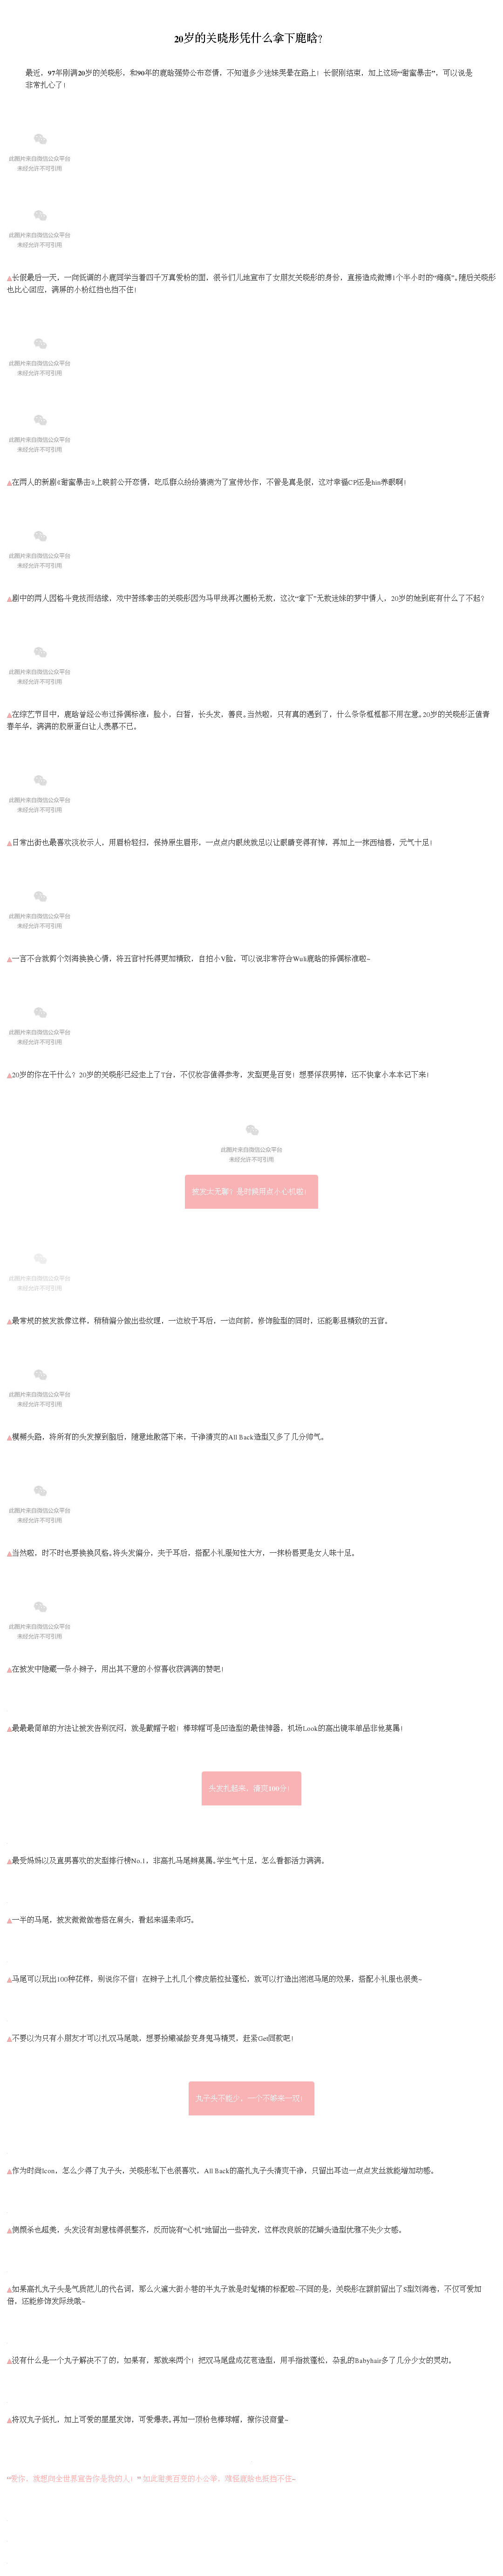 20岁的关晓彤凭什么拿下鹿晗?
最近，97年刚满20岁的关晓彤，和90年的鹿晗强势公布恋情，不知道多少迷妹哭晕在路上！长假刚结束，加上这场“甜蜜暴击”，可以说是
非常扎心了！
此图片来自微信公众平台
未经允许不可引用
此图片来自微信公众平台
未经允许不可引用
▲长假最后一天，一向低调的小鹿同学当着四千万真爱粉的面，很爷们儿地宣布了女朋友关晓彤的身份，直接造成微博1个半小时的“瘫痪”。随后关晓彤
也比心回应，满屏的小粉红挡也挡不住！
此图片来自微信公众平台
未经允许不可引用
此图片来自微信公众平台
未经允许不可引用
▲在两人的新剧《甜蜜暴击》上映前公开恋情，吃瓜群众纷纷猜测为了宣传炒作，不管是真是假，这对幸福CP还是hin养眼啊！
此图片来自微信公众平台
未经允许不可引用
▲剧中的两人因格斗竞技而结缘，戏中苦练拳击的关晓彤因为马甲线再次圈粉无数，这次“拿下”无数迷妹的梦中情人，20岁的她到底有什么了不起？
此图片来自微信公众平台
未经允许不可引用
▲在综艺节目中，鹿晗曾经公布过择偶标准，脸小，白皙，长头发，善良。当然啦，只有真的遇到了，什么条条框框都不用在意。20岁的关晓彤正值青
春年华，满满的胶原蛋白让人羡慕不已。
此图片来自微信公众平台
未经允许不可引用
▲日常出街也最喜欢淡妆示人，用眉粉轻扫，保持原生眉形，一点点内眼线就足以让眼睛变得有神，再加上一抹西柚唇，元气十足！
此图片来自微信公众平台
未经允许不可引用
▲一言不合就剪个刘海换换心情，将五官衬托得更加精致，自拍小V脸，可以说非常符合Wuli鹿晗的择偶标准啦~
此图片来自微信公众平台
未经允许不可引用
▲20岁的你在干什么？20岁的关晓彤已经走上了T台，不仅妆容值得参考，发型更是百变！想要俘获男神，还不快拿小本本记下来！
此图片来自微信公众平台
未经允许不可引用
披发太无聊？是时候用点小心机啦！
此图片来自微信公众平台
未经允许不可引用
▲最常规的披发就像这样，稍稍偏分做出些纹理，一边放于耳后，一边向前，修饰脸型的同时，还能彰显精致的五官。
此图片来自微信公众平台
未经允许不可引用
▲模糊头路，将所有的头发撩到脑后，随意地散落下来，干净清爽的All Back造型又多了几分帅气。
此图片来自微信公众平台
未经允许不可引用
▲当然啦，时不时也要换换风格。将头发偏分，夹于耳后，搭配小礼服知性大方，一抹粉唇更是女人味十足。
此图片来自微信公众平台
未经允许不可引用
▲在披发中隐藏一条小辫子，用出其不意的小惊喜收获满满的赞吧！
▲最最最简单的方法让披发告别沉闷，就是戴帽子啦！棒球帽可是凹造型的最佳神器，机场Look的高出镜率单品非他莫属！
头发扎起来，清爽100分！
▲最受妈妈以及直男喜欢的发型排行榜No.1，非高扎马尾辫莫属。学生气十足，怎么看都活力满满。
▲一半的马尾，披发微微做卷搭在肩头，看起来温柔乖巧。
▲马尾可以玩出100种花样，别说你不信！在辫子上扎几个橡皮筋拉扯蓬松，就可以打造出泡泡马尾的效果，搭配小礼服也很美~
▲不要以为只有小朋友才可以扎双马尾哦，想要扮嫩减龄变身鬼马精灵，赶紧Get同款吧！
丸子头不能少，一个不够来一双！
▲作为时尚Icon，怎么少得了丸子头，关晓彤私下也很喜欢，All Back的高扎丸子头清爽干净，只留出耳边一点点发丝就能增加动感。
▲侧颜杀也超美，头发没有刻意梳得很整齐，反而饶有“心机”地留出一些碎发，这样改良版的花瓣头造型优雅不失少女感。
▲如果高扎丸子头是气质范儿的代名词，那么火遍大街小巷的半丸子就是时髦精的标配啦~不同的是，关晓彤在额前留出了S型刘海卷，不仅可爱加
倍，还能修饰发际线哦~
▲没有什么是一个丸子解决不了的，如果有，那就来两个！把双马尾盘成花苞造型，用手指拔蓬松，杂乱的Babyhair多了几分少女的灵动。
▲将双丸子低扎，加上可爱的星星发饰，可爱爆表。再加一顶粉色棒球帽，撩你没商量~
“爱你，就想向全世界宣告你是我的人！” 如此甜美百变的小公举，难怪鹿晗也抵挡不住~